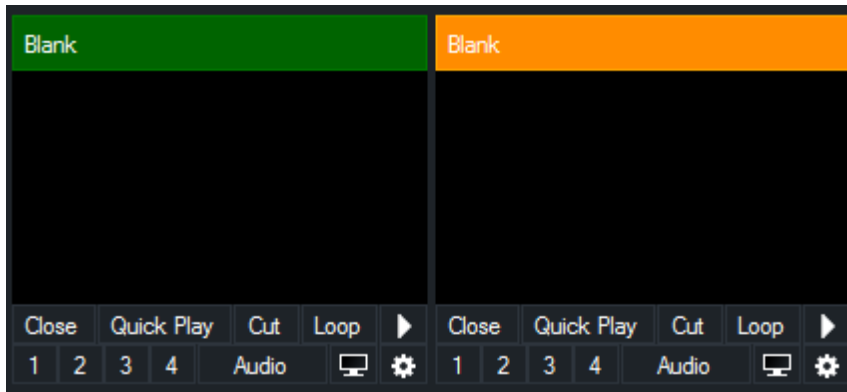 Blank Blank
Close Quick Play Cut Loop Close Quick Play Cut Loop
1 2 3 4 Audio 1 2 3 4 Audio